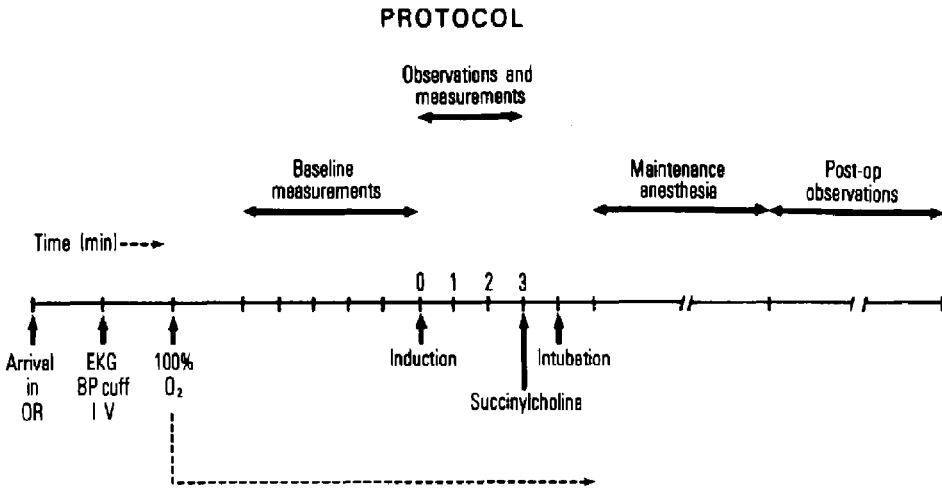 PROTOCOL
Observations and
measurements
Baseline
measurements
Maintenance
anesthesia
Post-op
observations
Time (min)
0 1 2 3
Arrival
in
OR
EKG
BP cuff
I V
100%
O₂
Induction
Succinylcholine
Intubation